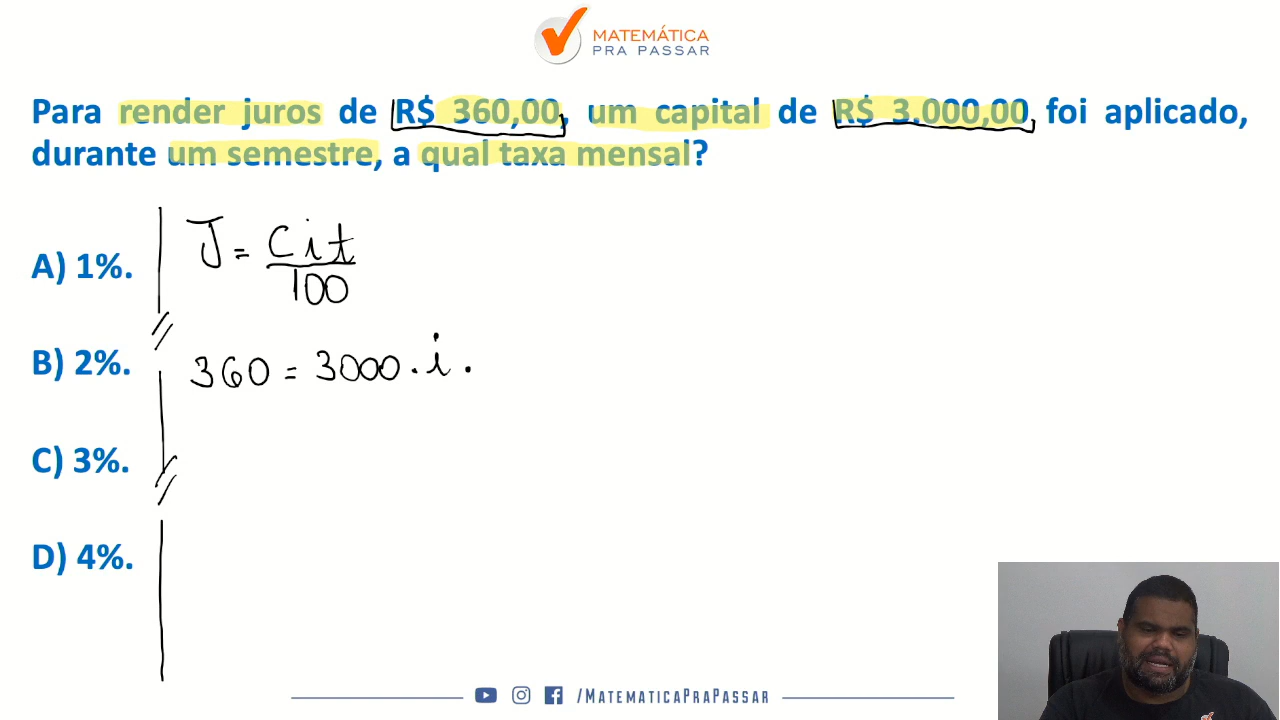 MATEMÁTICA
PRA PASSAR
Para render juros de R$ 360,00, um capital de R$ 3.000,00, foi aplicado,
durante um semestre, a qual taxa mensal?
A) 1%.
B) 2%.
C) 3%.
D) 4%.
J = C i t
100
360 = 3000 . i .
/MATEMATICAPRAPASSAR